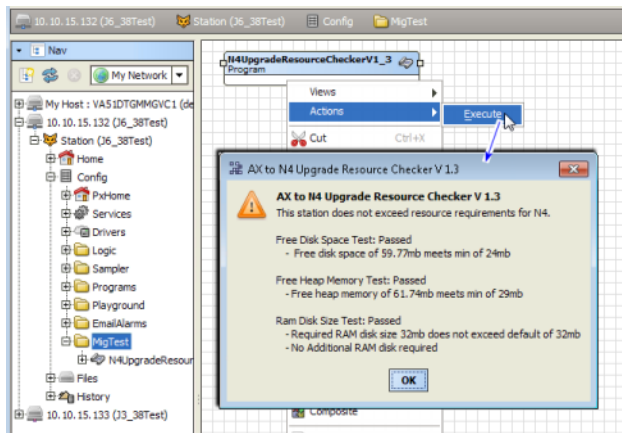 10.10.15.132 (J6_38Test) Station (J6_38Test) Config MigTest
Nav
My Network
My Host : VA51DTGMMGVC1 (de
10.10.15.132 (J6_38Test)
Station (J6_38Test)
Home
Config
PxHome
Services
Drivers
Logic
Sampler
Programs
Playground
EmailAlarms
MigTest
N4UpgradeResour
Files
History
10.10.15.133 (J3_38Test)
N4UpgradeResourceCheckerV1_3
Program
Views
Actions
Execute
Cut Ctrl+X
AX to N4 Upgrade Resource Checker V 1.3
AX to N4 Upgrade Resource Checker V 1.3
This station does not exceed resource requirements for N4.
Free Disk Space Test: Passed
- Free disk space of 59.77mb meets min of 24mb
Free Heap Memory Test: Passed
-Free heap memory of 61.74mb meets min of 29mb
Ram Disk Size Test: Passed
-Required RAM disk size 32mb does not exceed default of 32mb
-No Additional RAM disk required
OK
Composite